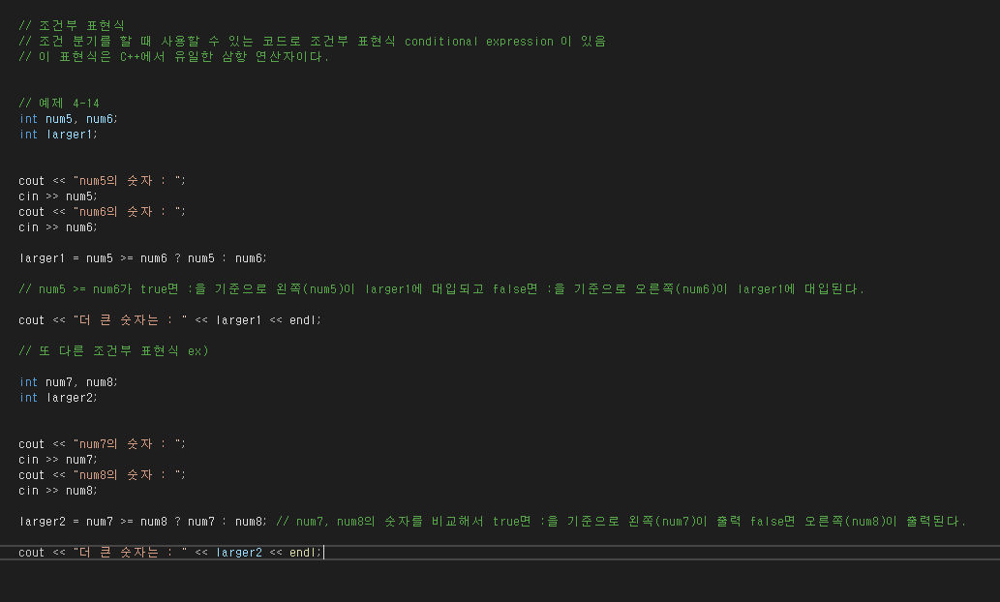 // 조건부 표현식
// 조건 분기를 할 때 사용할 수 있는 코드로 조건부 표현식 conditional expression 이 있음
// 이 표현식은 C++에서 유일한 삼항 연산자이다.
// 예제 4-14
int num5, num6;
int larger1;
cout << "num5의 숫자 : ";
cin >> num5;
cout << "num6의 숫자 : ";
cin >> num6;
larger1 = num5 >= num6 ? num5 : num6;
// num5 >= num6가 true면 :을 기준으로 왼쪽(num5)이 larger1에 대입되고 false면 :을 기준으로 오른쪽(num6)이 larger1에 대입된다.
cout << "더 큰 숫자는 : " << larger1 << endl;
// 또 다른 조건부 표현식 ex)
int num7, num8;
int larger2;
cout << "num7의 숫자 : ";
cin >> num7;
cout << "num8의 숫자 : ";
cin >> num8;
larger2 = num7 >= num8 ? num7 : num8; // num7, num8의 숫자를 비교해서 true면 :을 기준으로 왼쪽(num7)이 출력 false면 오른쪽(num8)이 출력된다.
cout << "더 큰 숫자는 : " << larger2 << endl;